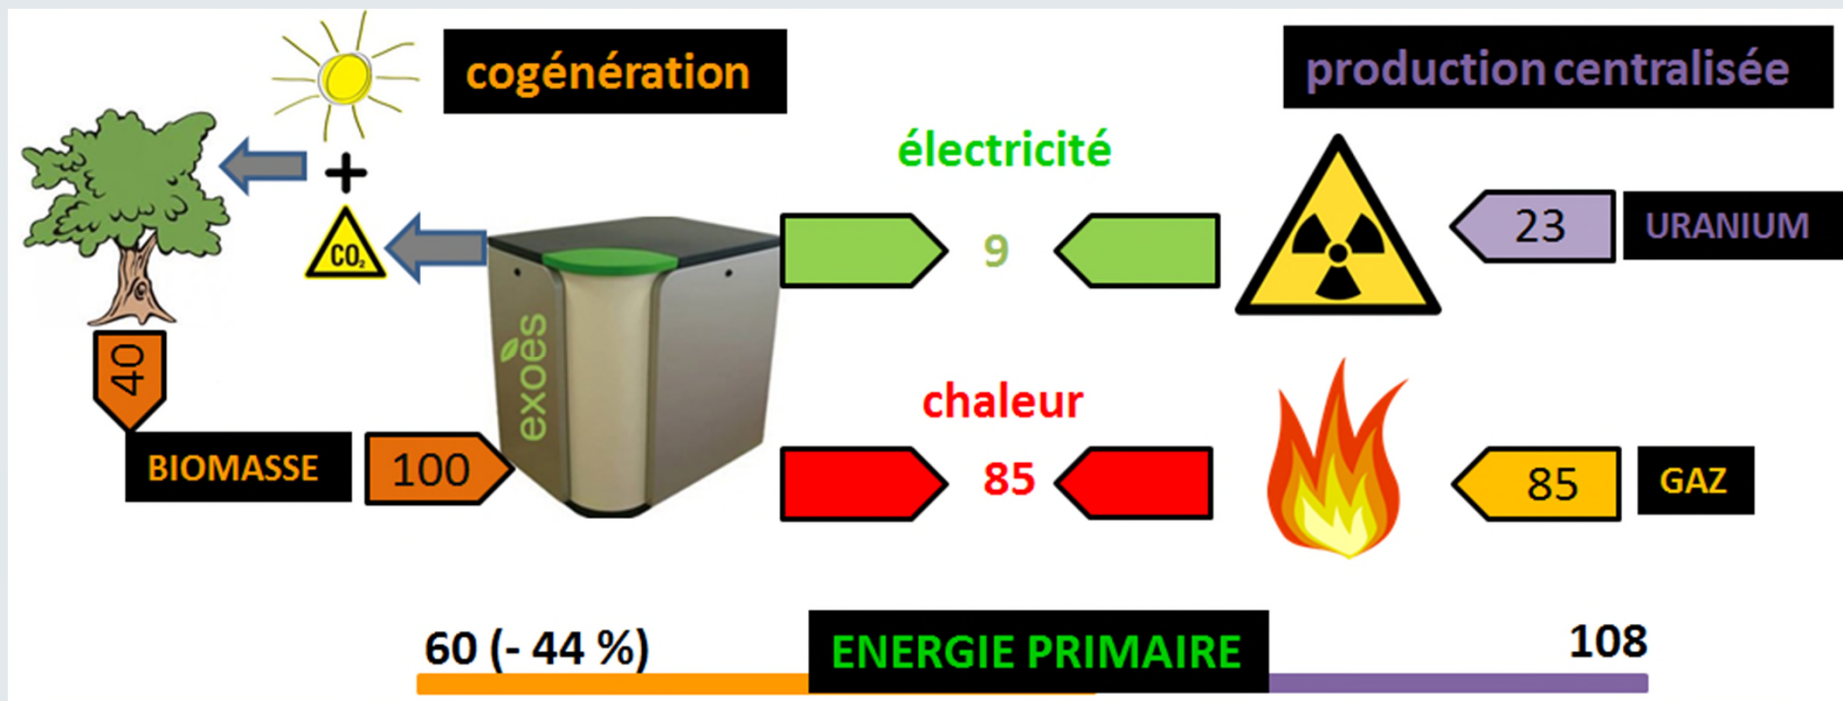 cogénération
production centralisée
électricité
CO₂
9
23
URANIUM
exoès
40
chaleur
BIOMASSE
100
85
85
GAZ
60 (- 44 %)
ENERGIE PRIMAIRE
108